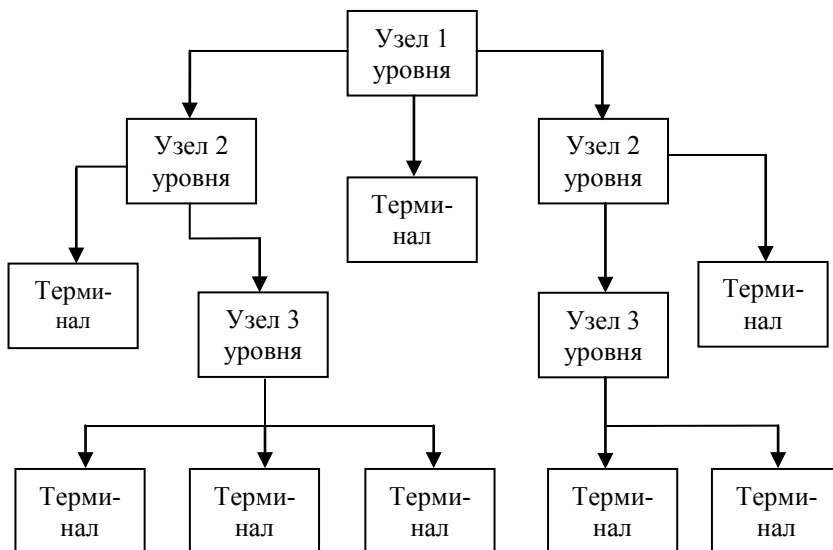 Узел 1
уровня
Узел 2
уровня
Узел 2
уровня
Терми-
нал
Терми-
нал
Терми-
нал
Узел 3
уровня
Узел 3
уровня
Терми-
нал
Терми-
нал
Терми-
нал
Терми-
нал
Терми-
нал